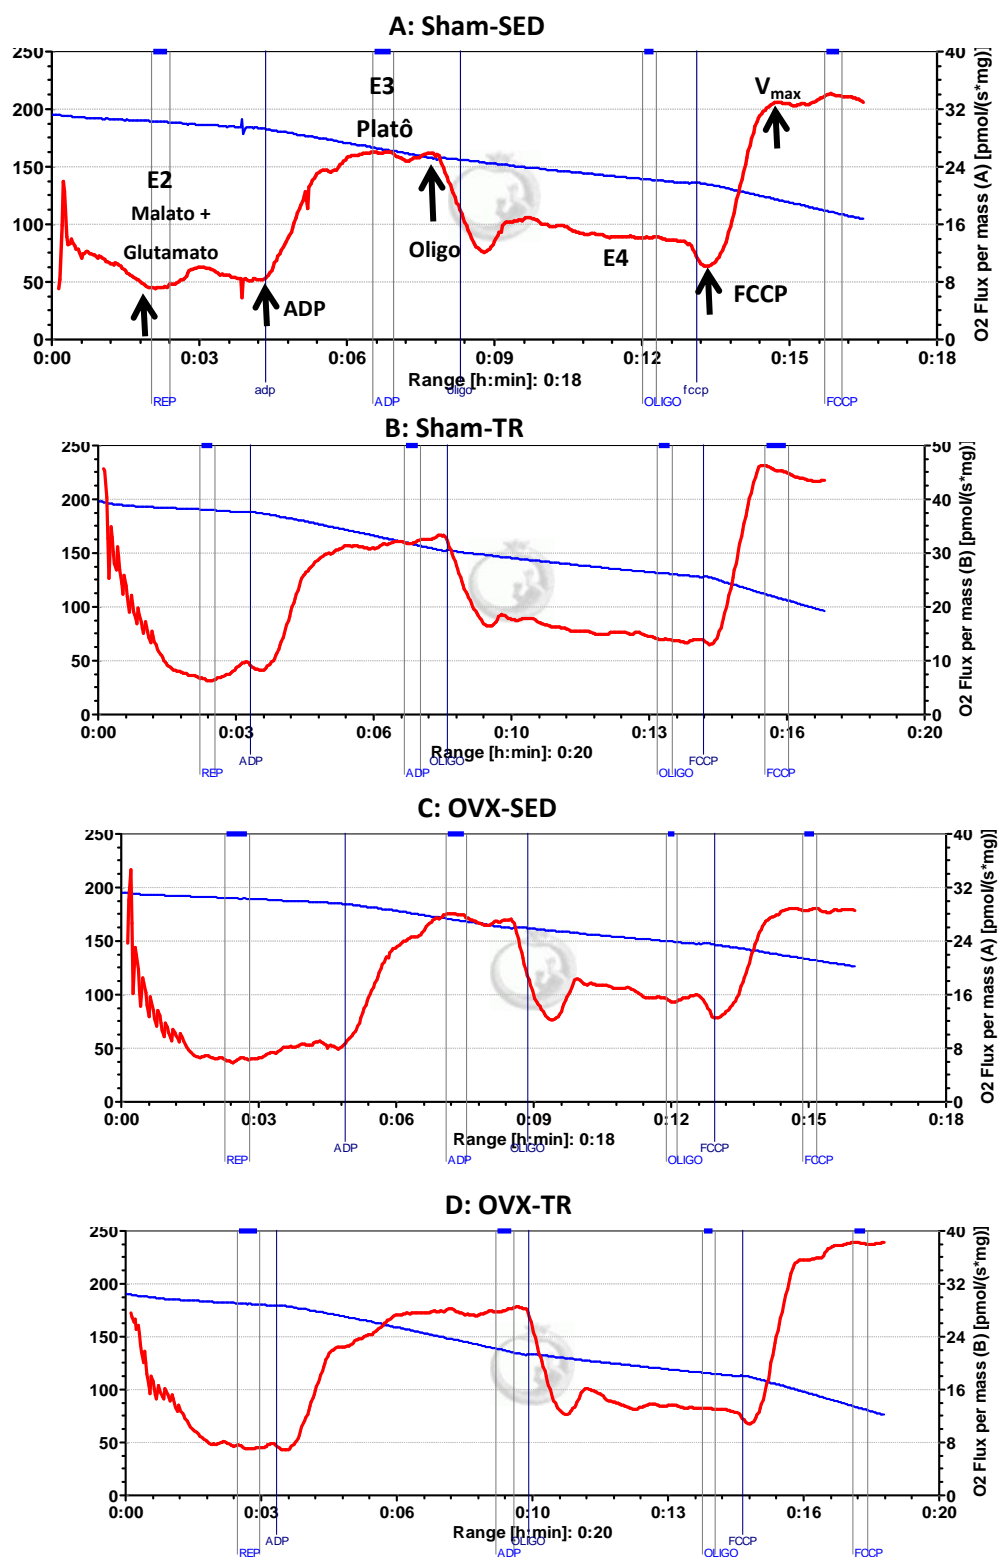 A: Sham-SED
250
200
150
100
50
0
E2
Malato +
Glutamato
ADP
E3
Platô
Oligo
E4
FCCP
Vmax
40
32
24
16
8
0
O2 Flux per mass (A) [pmol/(s*mg)]
0:00 0:03 0:06 0:09 0:12 0:15 0:18
Range [h:min]: 0:18
adp oligo fccp
REP ADP OLIGO FCCP
B: Sham-TR
250
200
150
100
50
0
50
40
30
20
10
0
O2 Flux per mass (B) [pmol/(s*mg)]
0:00 0:03 0:06 0:10 0:13 0:16 0:20
Range [h:min]: 0:20
ADP OLIGO FCCP
REP ADP OLIGO FCCP
C: OVX-SED
250
200
150
100
50
0
40
32
24
16
8
0
O2 Flux per mass (A) [pmol/(s*mg)]
0:00 0:03 0:06 0:09 0:12 0:15 0:18
Range [h:min]: 0:18
ADP OLIGO FCCP
REP ADP OLIGO FCCP
D: OVX-TR
250
200
150
100
50
0
40
32
24
16
8
0
O2 Flux per mass (B) [pmol/(s*mg)]
0:00 0:03 0:06 0:10 0:13 0:16 0:20
Range [h:min]: 0:20
ADP OLIGO FCCP
REP ADP OLIGO FCCP